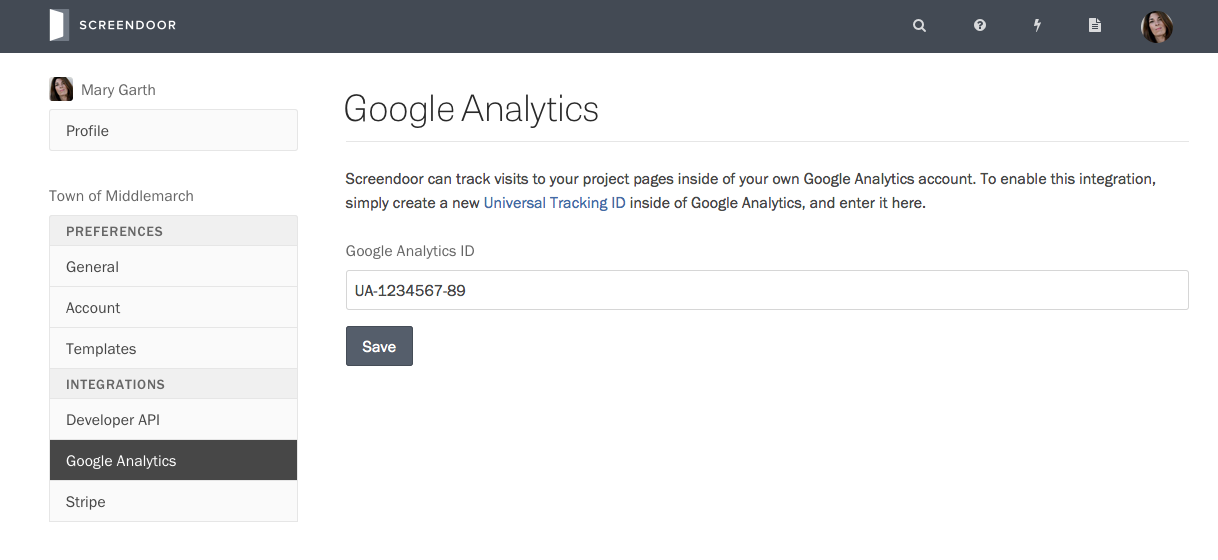 SCREENDOOR
Mary Garth
Profile
Town of Middlemarch
PREFERENCES
General
Account
Templates
INTEGRATIONS
Developer API
Google Analytics
Stripe
Google Analytics
Screendoor can track visits to your project pages inside of your own Google Analytics account. To enable this integration,
simply create a new Universal Tracking ID inside of Google Analytics, and enter it here.
Google Analytics ID
UA-1234567-89
Save